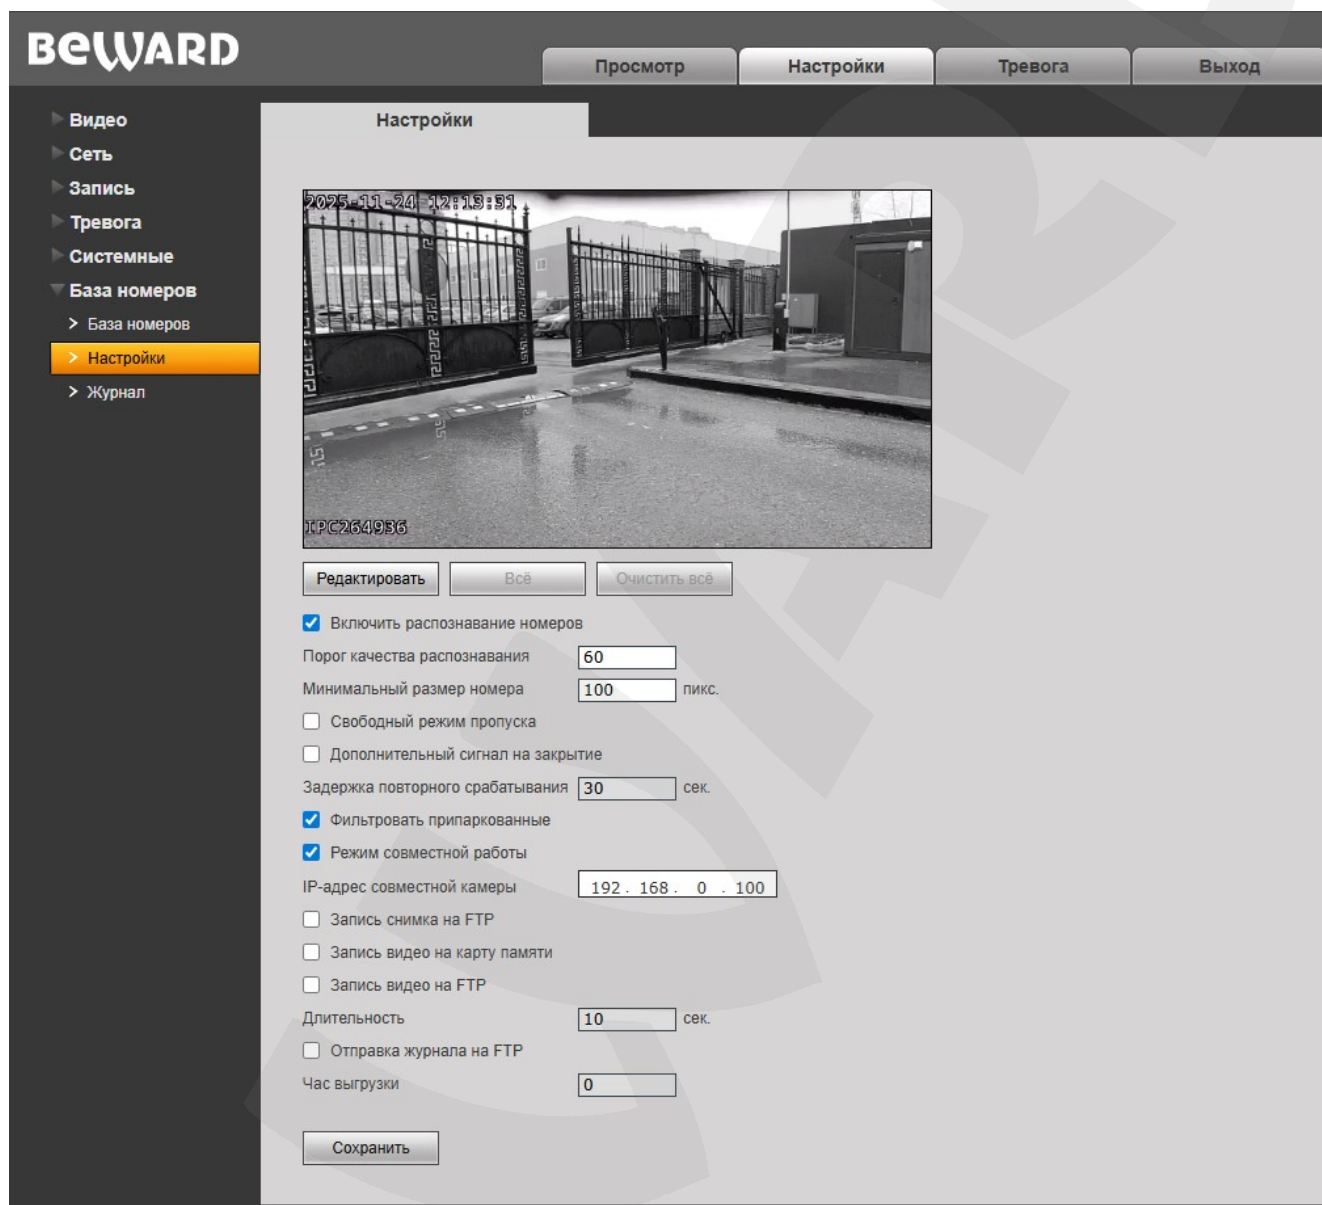 BEWARD
Просмотр
Настройки
Тревога
Выход
Видео
Сеть
Запись
Тревога
Системные
База номеров
> База номеров
> Настройки
> Журнал
Настройки
2025-11-24 12:13:31
IPC264936
Редактировать
Всё
Очистить всё
Включить распознавание номеров
Порог качества распознавания 60
Минимальный размер номера 100 пикс.
Свободный режим пропуска
Дополнительный сигнал на закрытие
Задержка повторного срабатывания 30 сек.
Фильтровать припаркованные
Режим совместной работы
IP-адрес совместной камеры 192 . 168 . 0 . 100
Запись снимка на FTP
Запись видео на карту памяти
Запись видео на FTP
Длительность 10 сек.
Отправка журнала на FTP
Час выгрузки 0
Сохранить